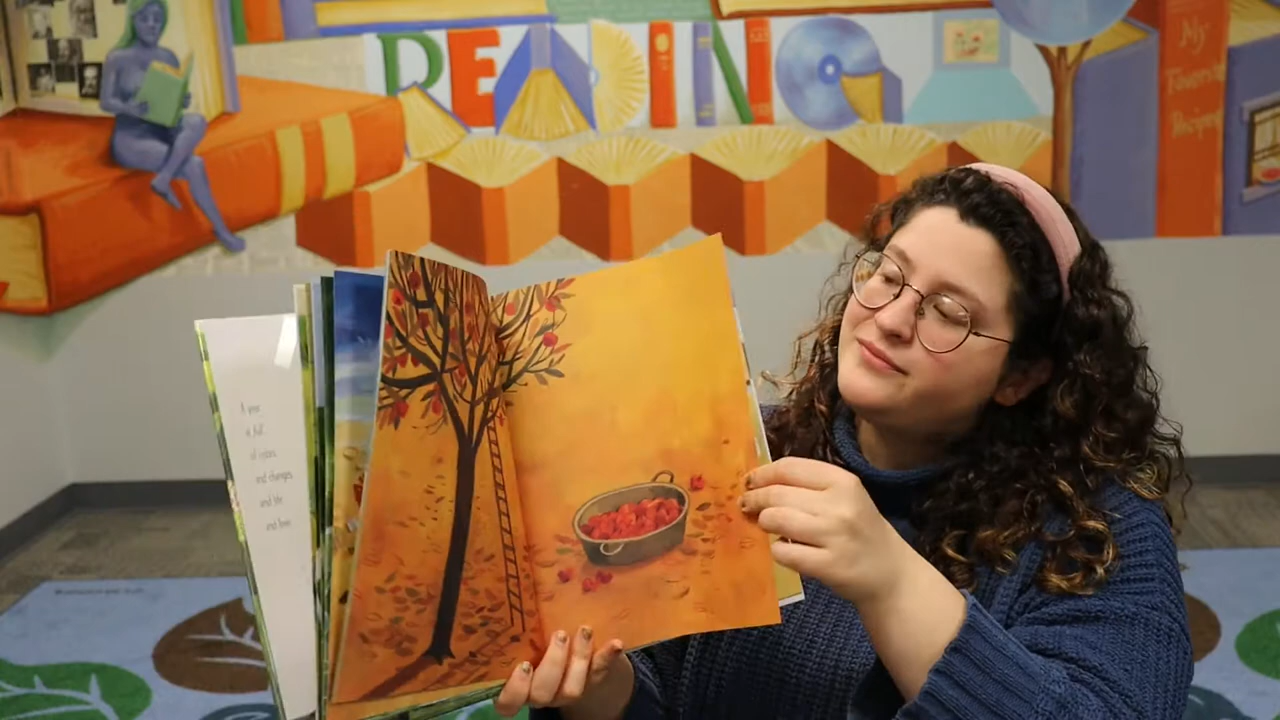 READING
My
Favorite
Recipes
A year
is full
of colors,
and changes
and life
and love.